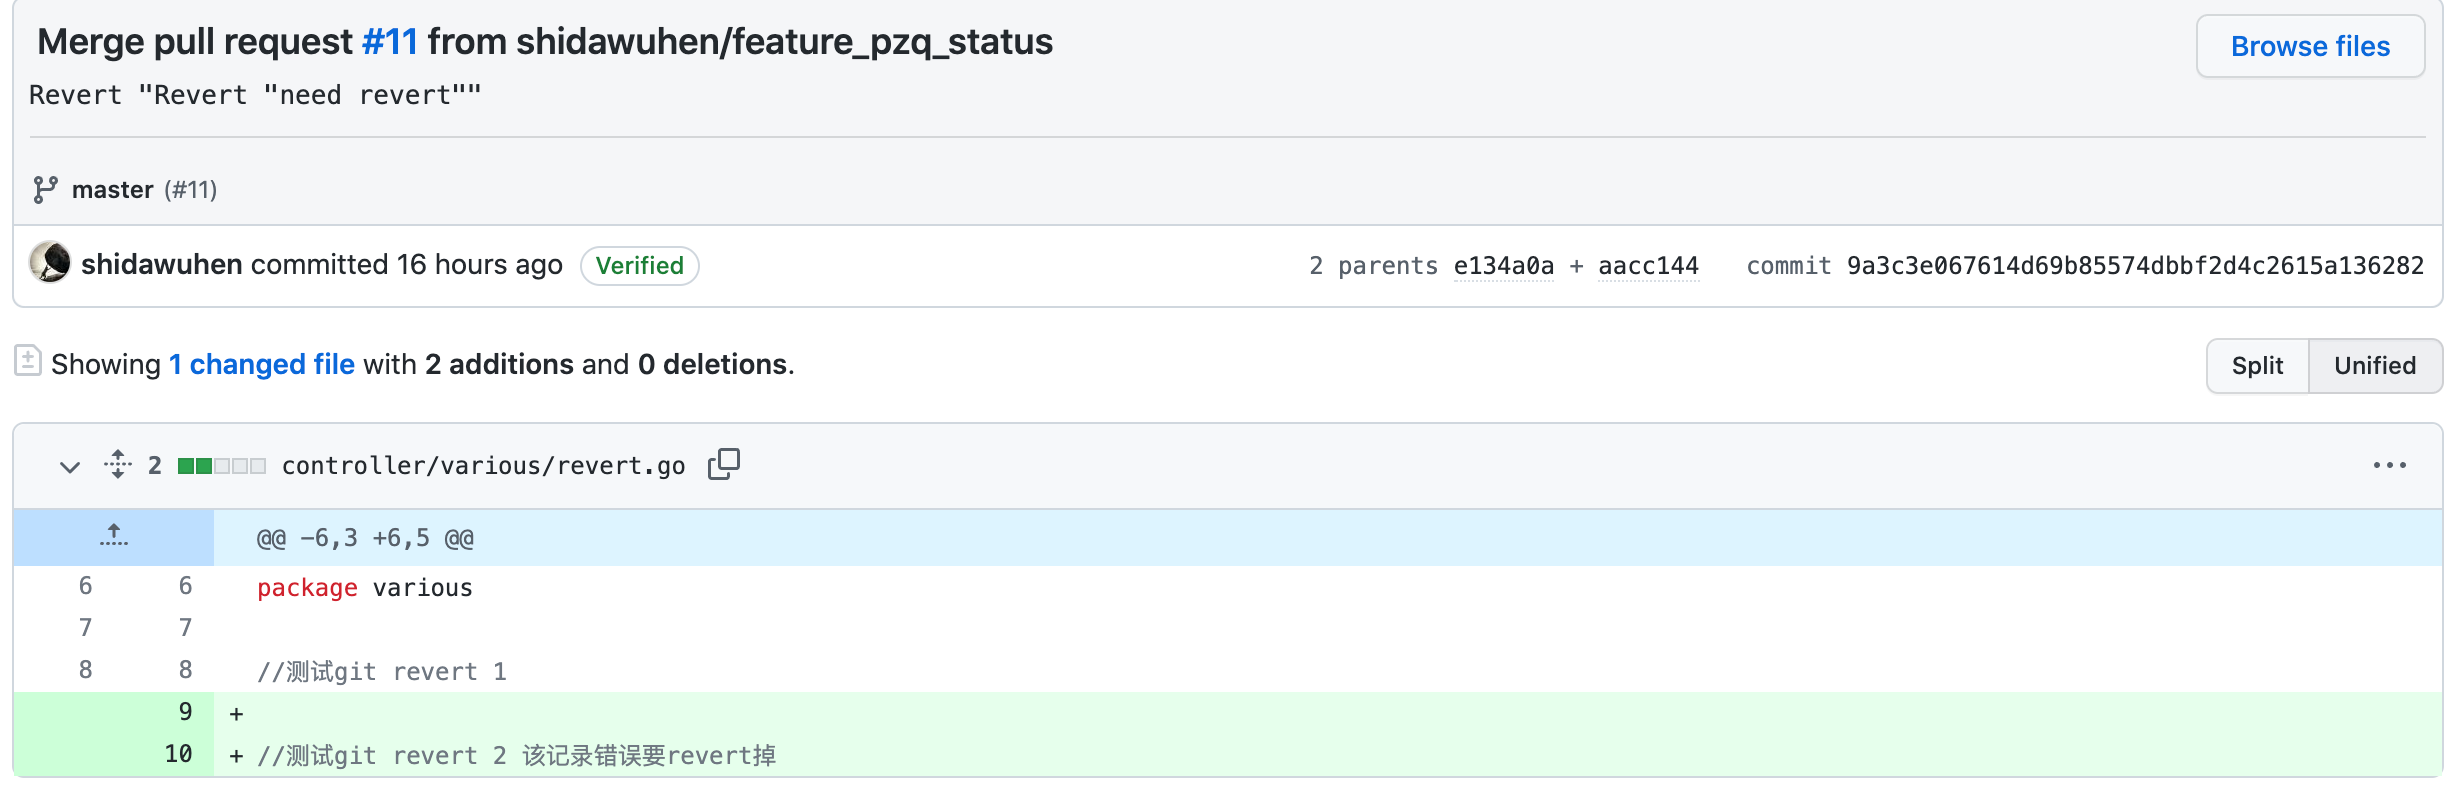 Merge pull request #11 from shidawuhen/feature_pzq_status
Browse files
Revert "Revert "need revert""
master (#11)
shidawuhen committed 16 hours ago Verified
2 parents e134a0a + aacc144 commit 9a3c3e067614d69b85574dbbf2d4c2615a136282
Showing 1 changed file with 2 additions and 0 deletions.
Split Unified
2 controller/various/revert.go
@@ -6,3 +6,5 @@
6 6 package various
7 7
8 8 //测试git revert 1
9 +
10 + //测试git revert 2 该记录错误要revert掉